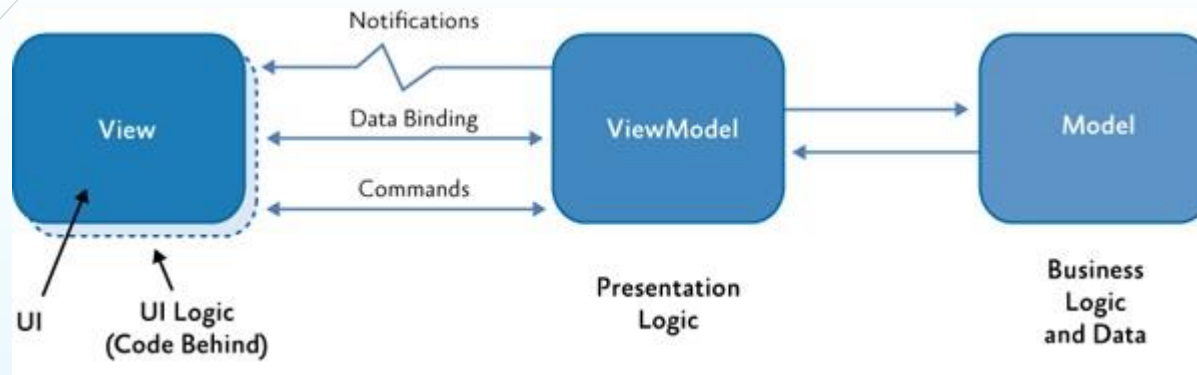 Notifications
View
Data Binding
ViewModel
Model
Commands
UI
UI Logic
(Code Behind)
Presentation
Logic
Business
Logic
and Data